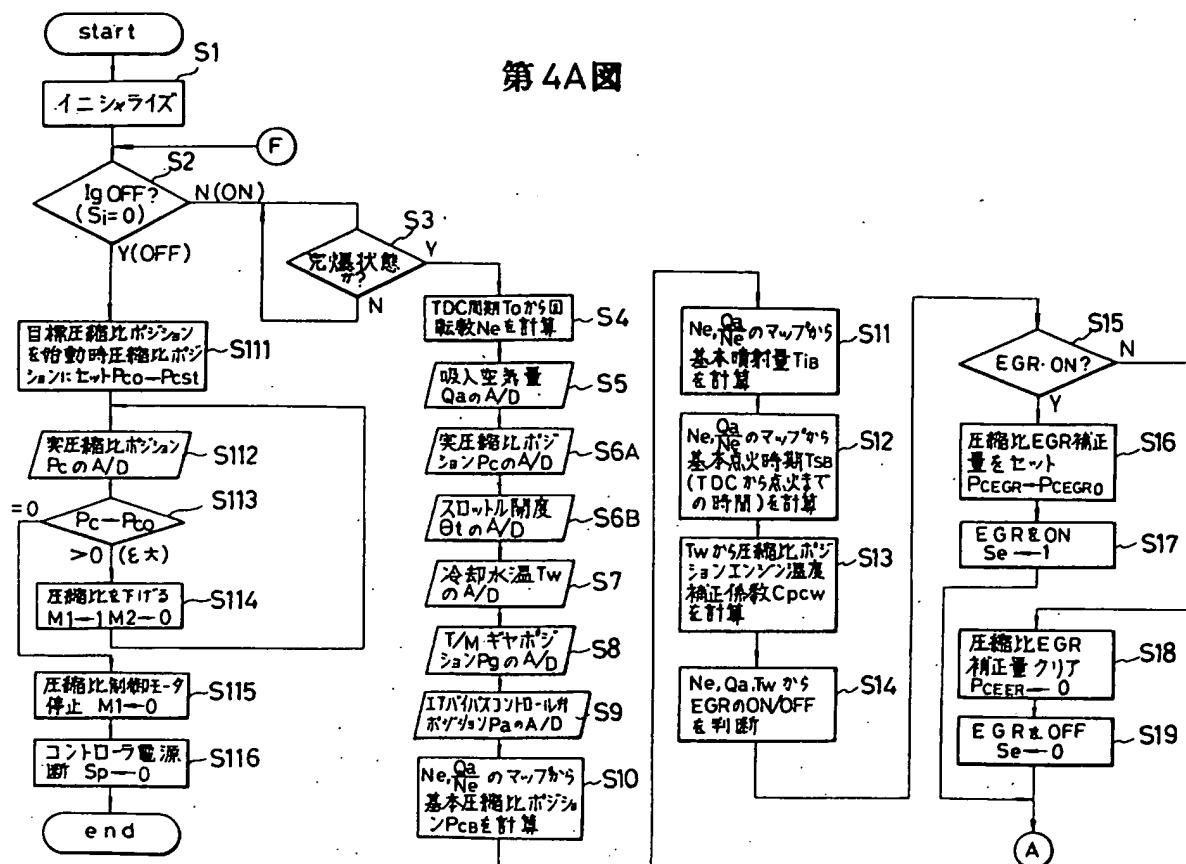 第4A図
start
S1
イニシャライズ
F
S2
Ig OFF?
(Si=0)
N(ON)
Y(OFF)
S3
完爆状態
か?
Y
N
目標圧縮比ポジション
を始動時圧縮比ポジ
ションにセットPco←Pcst
S111
実圧縮比ポジション
PcのA/D
S112
S113
=0
Pc−Pco
>0 (ε大)
圧縮比を下げる
M1←1 M2←0
S114
圧縮比制御モータ
停止 M1←0
S115
コントローラ電源
断 Sp←0
S116
end
TDC周期Toから回
転数Neを計算
S4
吸入空気量
QaのA/D
S5
実圧縮比ポジ
ションPcのA/D
S6A
スロットル開度
θtのA/D
S6B
冷却水温Tw
のA/D
S7
T/Mギヤポジ
ションPgのA/D
S8
エアバイパスコントロール弁
ポジションPaのA/D
S9
Ne,Qa/Neのマップから
基本圧縮比ポジショ
ンPCBを計算
S10
Ne,Qa/Neのマップから
基本噴射量TiB
を計算
S11
Ne,Qa/Neのマップから
基本点火時期TSB
(TDCから点火まで
の時間)を計算
S12
Twから圧縮比ポジ
ションエンジン温度
補正係数Cpcw
を計算
S13
Ne,Qa,Twから
EGRのON/OFF
を判断
S14
S15
EGR・ON?
N
Y
圧縮比EGR補正
量をセット
PCEGR←PCEGRO
S16
EGRをON
Se←1
S17
圧縮比EGR
補正量クリア
PCEER←0
S18
EGRをOFF
Se←0
S19
A